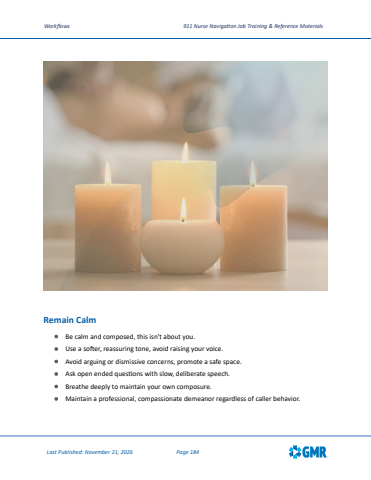 Workflows 911 Nurse Navigation Job Training & Reference Materials
Remain Calm
• Be calm and composed, this isn't about you.
• Use a softer, reassuring tone, avoid raising your voice.
• Avoid arguing or dismissive concerns, promote a safe space.
• Ask open ended questions with slow, deliberate speech.
• Breathe deeply to maintain your own composure.
• Maintain a professional, compassionate demeanor regardless of caller behavior.
Last Published: November 21, 2026 Page 184 GMR